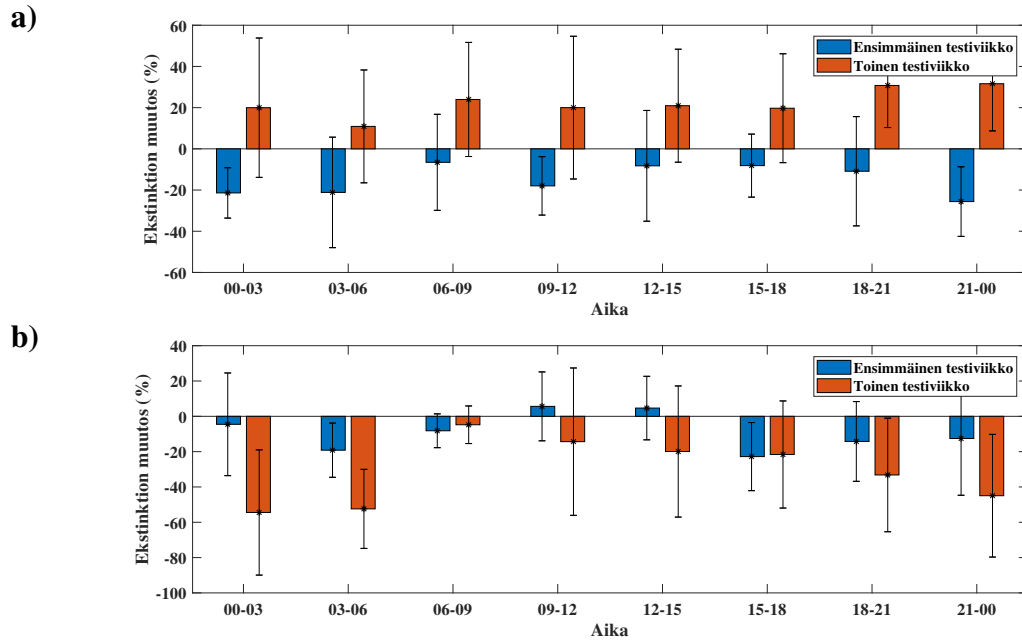 a)
Ekstinktion muutos (%)
60
40
20
0
-20
-40
-60
Ensimmäinen testiviikko
Toinen testiviikko
00-03 03-06 06-09 09-12 12-15 15-18 18-21 21-00
Aika
b)
Ekstinktion muutos (%)
40
20
0
-20
-40
-60
-80
-100
Ensimmäinen testiviikko
Toinen testiviikko
00-03 03-06 06-09 09-12 12-15 15-18 18-21 21-00
Aika